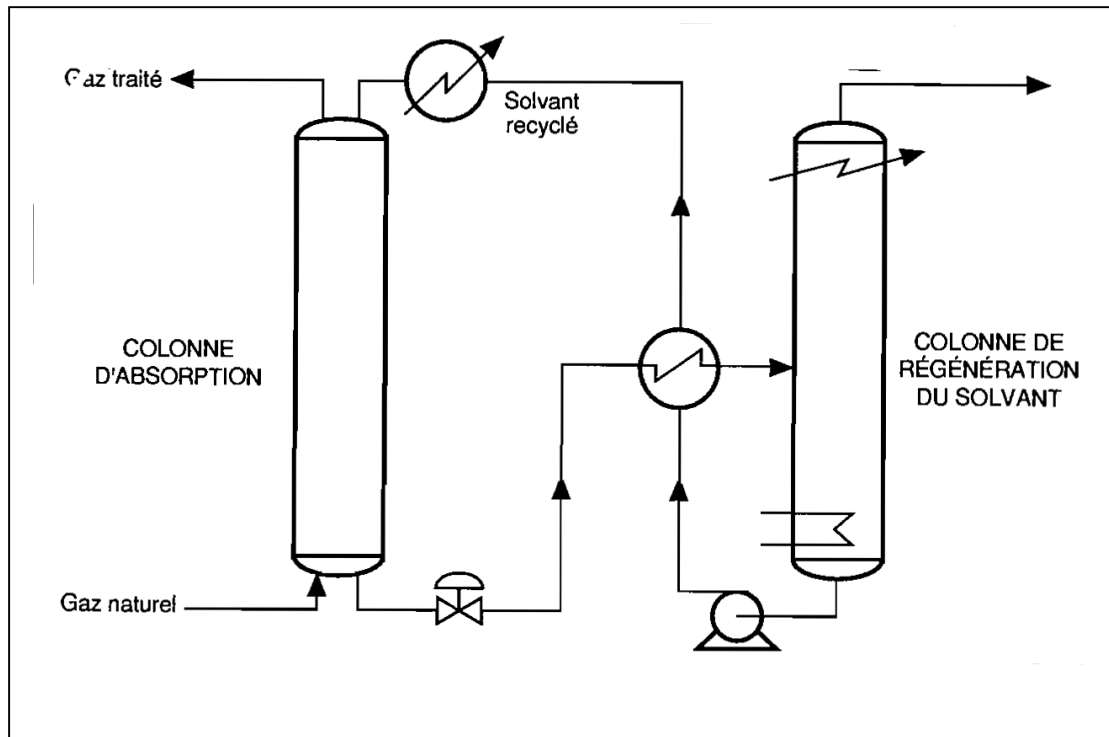 Gaz traité
Solvant
recyclé
COLONNE
D'ABSORPTION
COLONNE DE
RÉGÉNÉRATION
DU SOLVANT
Gaz naturel